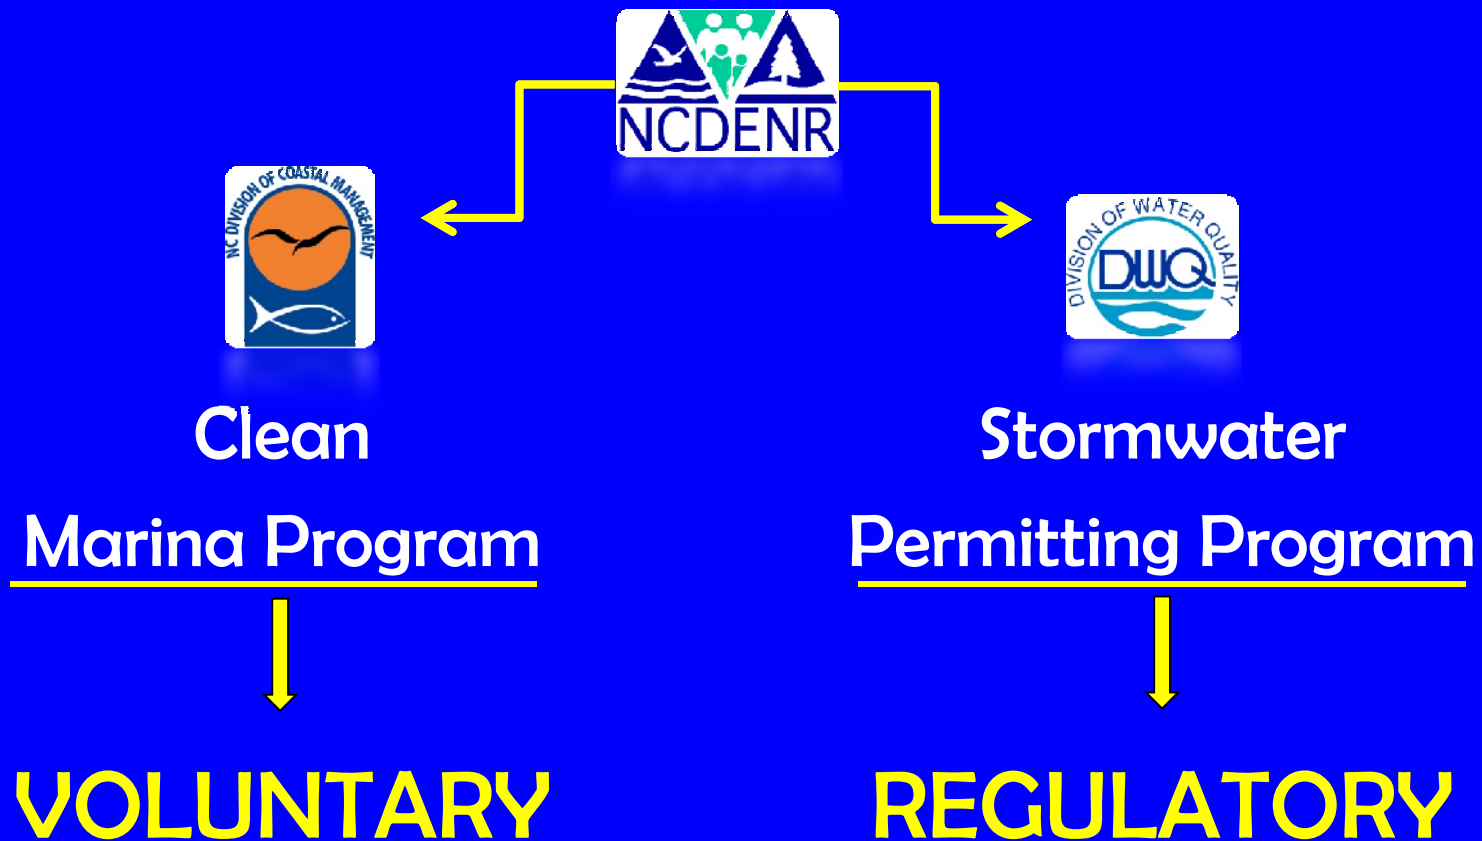 NCDENR
NC DIVISION OF COASTAL MANAGEMENT
DIVISION OF WATER QUALITY
DWQ
Clean
Marina Program
Stormwater
Permitting Program
VOLUNTARY
REGULATORY